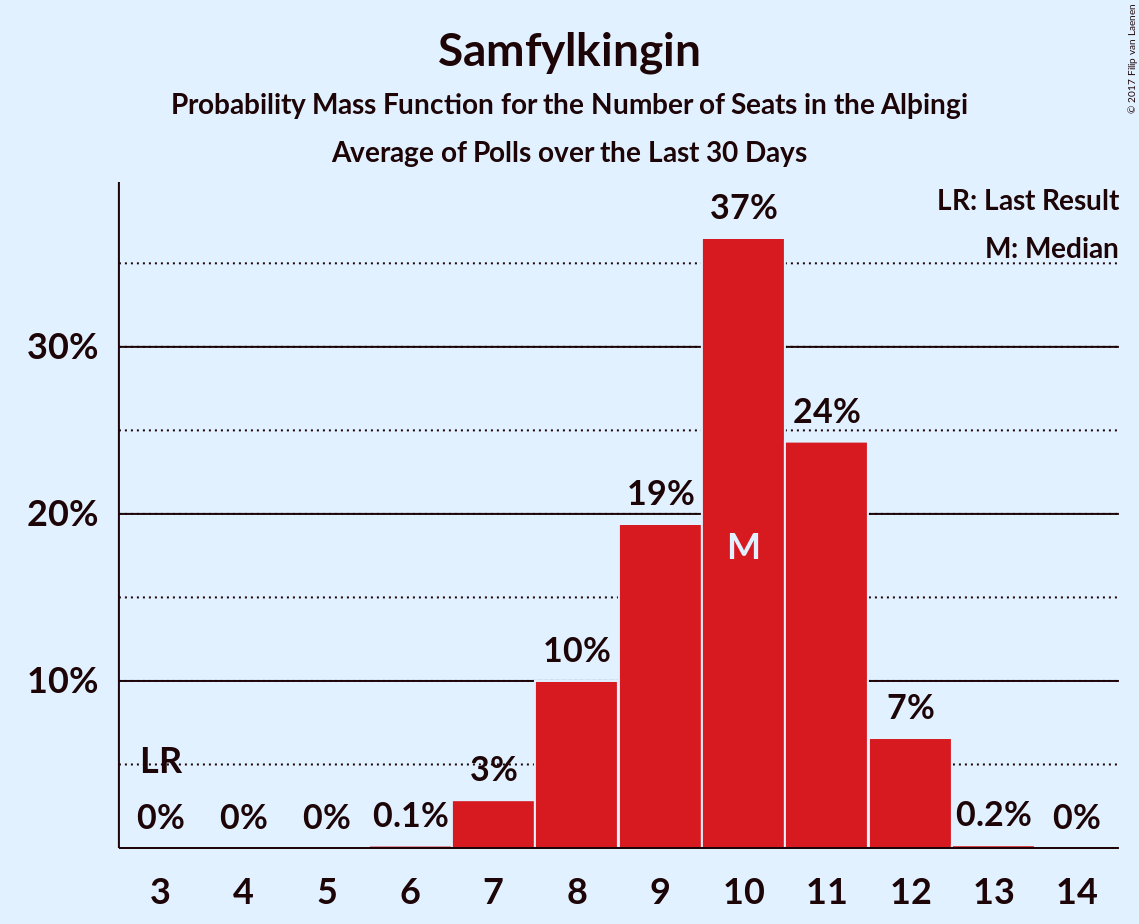 Samfylkingin
Probability Mass Function for the Number of Seats in the Alþingi
Average of Polls over the Last 30 Days
© 2017 Filip van Laenen
LR: Last Result
M: Median
37%
30%
24%
19%
20%
M
10%
10%
7%
LR
3%
0% 0% 0% 0.1% 0.2% 0%
3 4 5 6 7 8 9 10 11 12 13 14